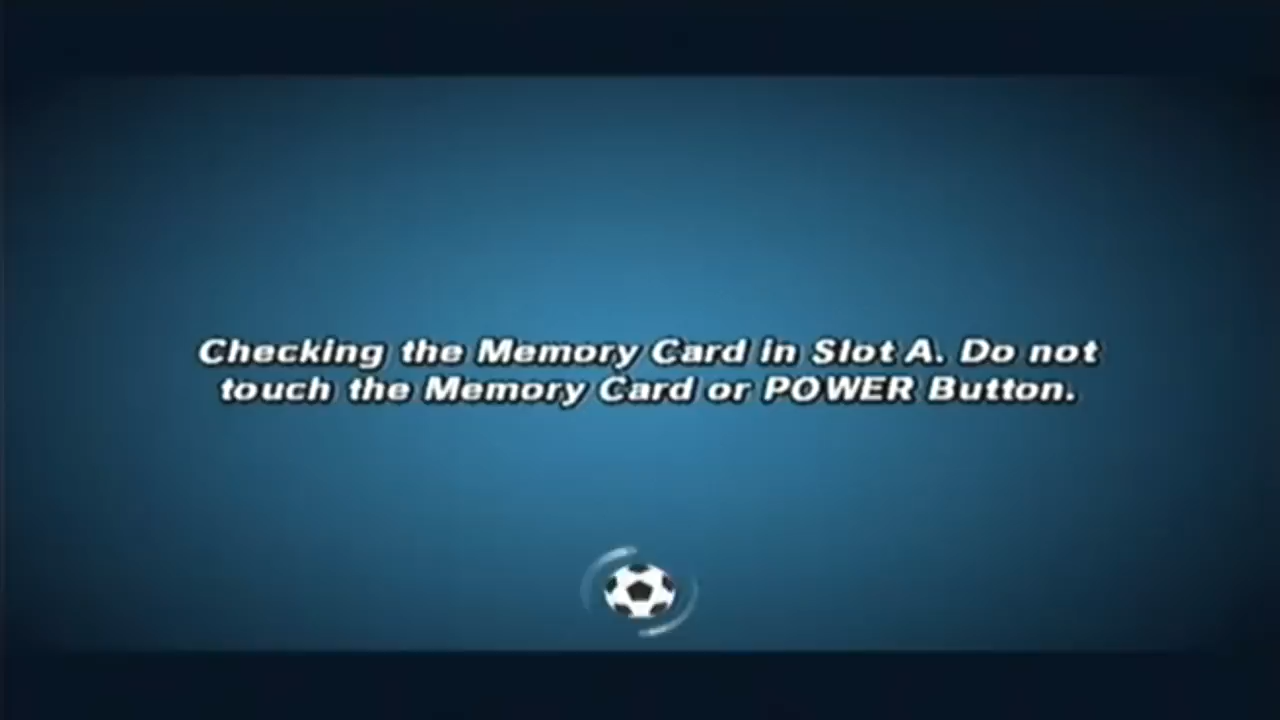 Checking the Memory Card in Slot A. Do not
touch the Memory Card or POWER Button.